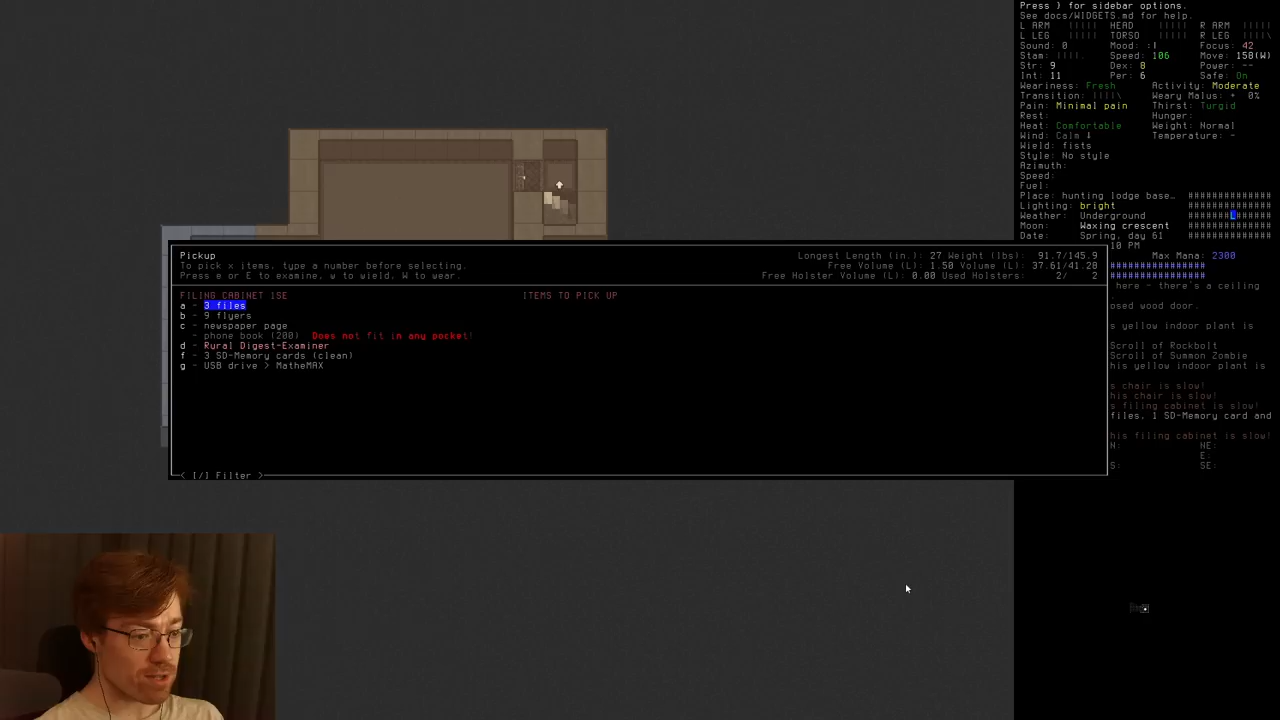 Press } for sidebar options.
See docs/WIDGETS.md for help.
L ARM HEAD R ARM
L LEG TORSO R LEG
Sound: 0 Mood: :| Focus: 42
Stam: Speed: 106 Move: 158(W)
Str: 9 Dex: 8 Power: --
Int: 11 Per: 6 Safe: On
Weariness: Fresh Activity: Moderate
Transition: Weary Malus: + 0%
Pain: Minimal pain Thirst: Turgid
Rest: Hunger:
Heat: Comfortable Weight: Normal
Wind: Calm ↓ Temperature: -
Wield: fists
Style: No style
Azimuth:
Speed:
Fuel:
Place: hunting lodge base…
Lighting: bright
Weather: Underground
Moon: Waxing crescent
Date: Spring, day 61
10 PM
Max Mana: 2300
here - there's a ceiling
osed wood door.
s yellow indoor plant is
Scroll of Rockbolt
Scroll of Summon Zombie
his yellow indoor plant is
s chair is slow!
his chair is slow!
s filing cabinet is slow!
files, 1 SD-Memory card and
his filing cabinet is slow!
N: NE:
E:
S: SE:
Pickup
To pick x items, type a number before selecting.
Press e or E to examine, w to wield, W to wear.
Longest Length (in.): 27 Weight (lbs): 91.7/145.9
Free Volume (L): 1.50 Volume (L): 37.61/41.20
Free Holster Volume (L): 0.00 Used Holsters: 2/ 2
FILING CABINET 1SE ITEMS TO PICK UP
a - 3 files
b - 9 flyers
c - newspaper page
- phone book (200) Does not fit in any pocket!
d - Rural Digest-Examiner
f - 3 SD-Memory cards (clean)
g - USB drive > MatheMAX
< [/] Filter >